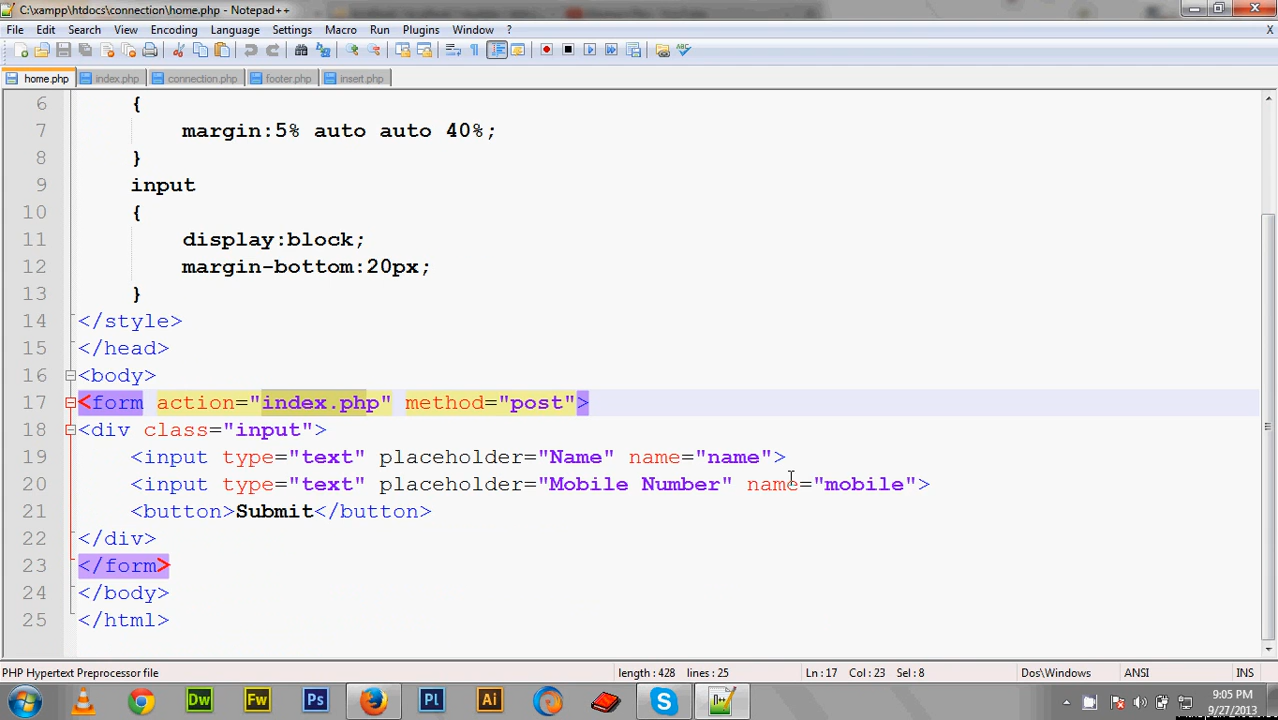 C:\xampp\htdocs\connection\home.php - Notepad++
File Edit Search View Encoding Language Settings Macro Run Plugins Window ? X
home.php index.php connection.php footer.php insert.php
6 {
7 margin:5% auto auto 40%;
8 }
9 input
10 {
11 display:block;
12 margin-bottom:20px;
13 }
14 </style>
15 </head>
16 <body>
17 <form action="index.php" method="post">
18 <div class="input">
19 <input type="text" placeholder="Name" name="name">
20 <input type="text" placeholder="Mobile Number" name="mobile">
21 <button>Submit</button>
22 </div>
23 </form>
24 </body>
25 </html>
PHP Hypertext Preprocessor file length : 428 lines : 25 Ln : 17 Col : 23 Sel : 8 Dos\Windows ANSI INS
Dw Fw Ps Pl Ai
9:05 PM
9/27/2013